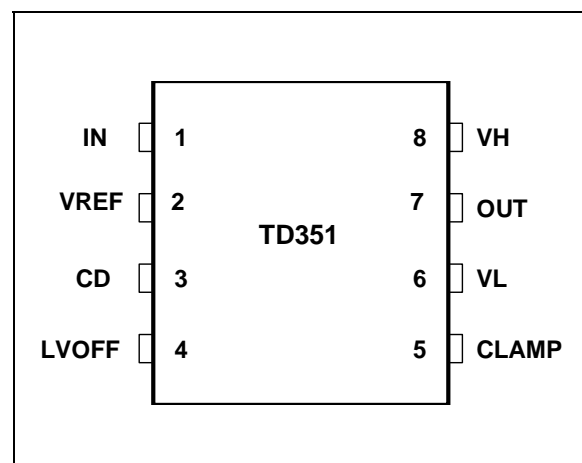 IN 1 8 VH
VREF 2 7 OUT
TD351
CD 3 6 VL
LVOFF 4 5 CLAMP